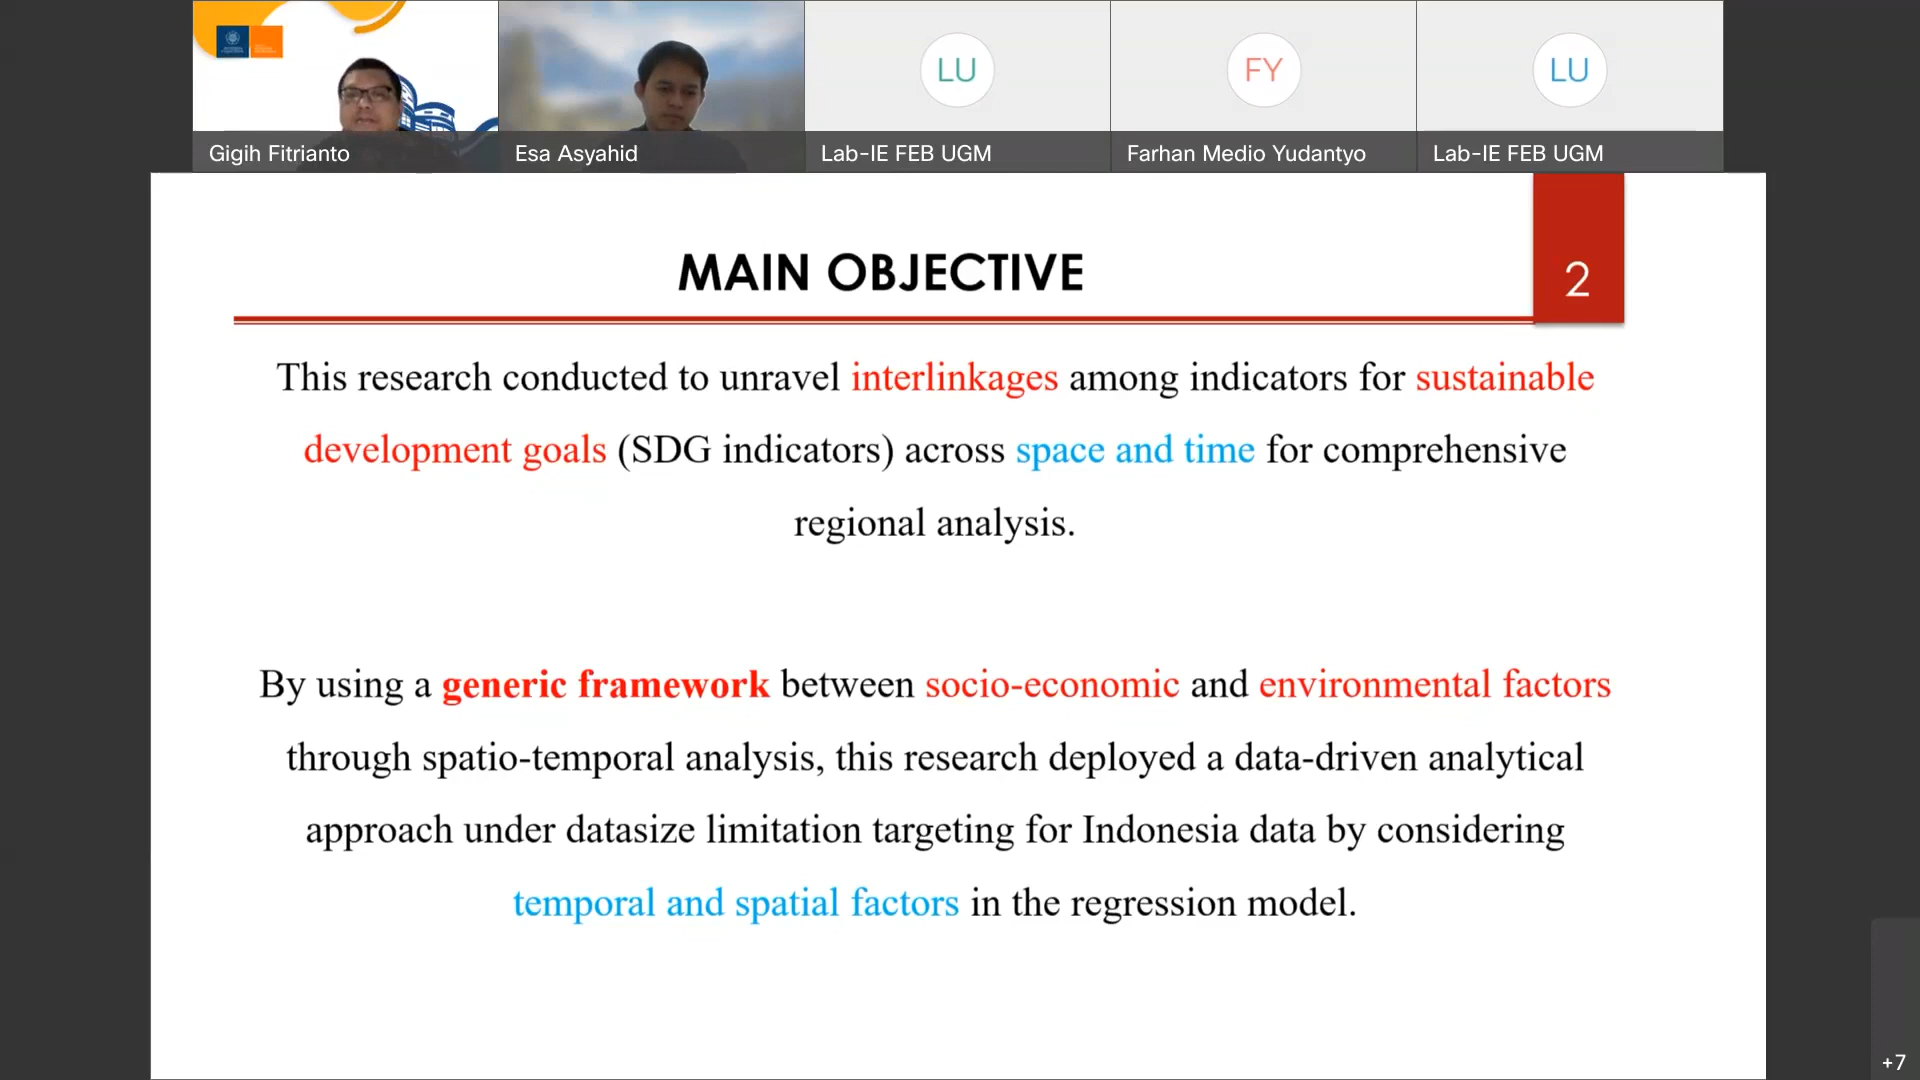 LU
FY
LU
Gigih Fitrianto
Esa Asyahid
Lab-IE FEB UGM
Farhan Medio Yudantyo
Lab-IE FEB UGM
MAIN OBJECTIVE
2
This research conducted to unravel interlinkages among indicators for sustainable
development goals (SDG indicators) across space and time for comprehensive
regional analysis.
By using a generic framework between socio-economic and environmental factors
through spatio-temporal analysis, this research deployed a data-driven analytical
approach under datasize limitation targeting for Indonesia data by considering
temporal and spatial factors in the regression model.
+7